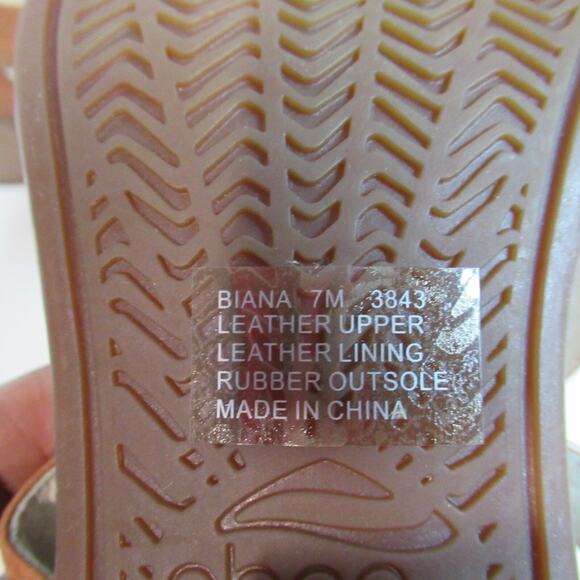 BIANA 7M 3843
LEATHER UPPER
LEATHER LINING
RUBBER OUTSOLE
MADE IN CHINA